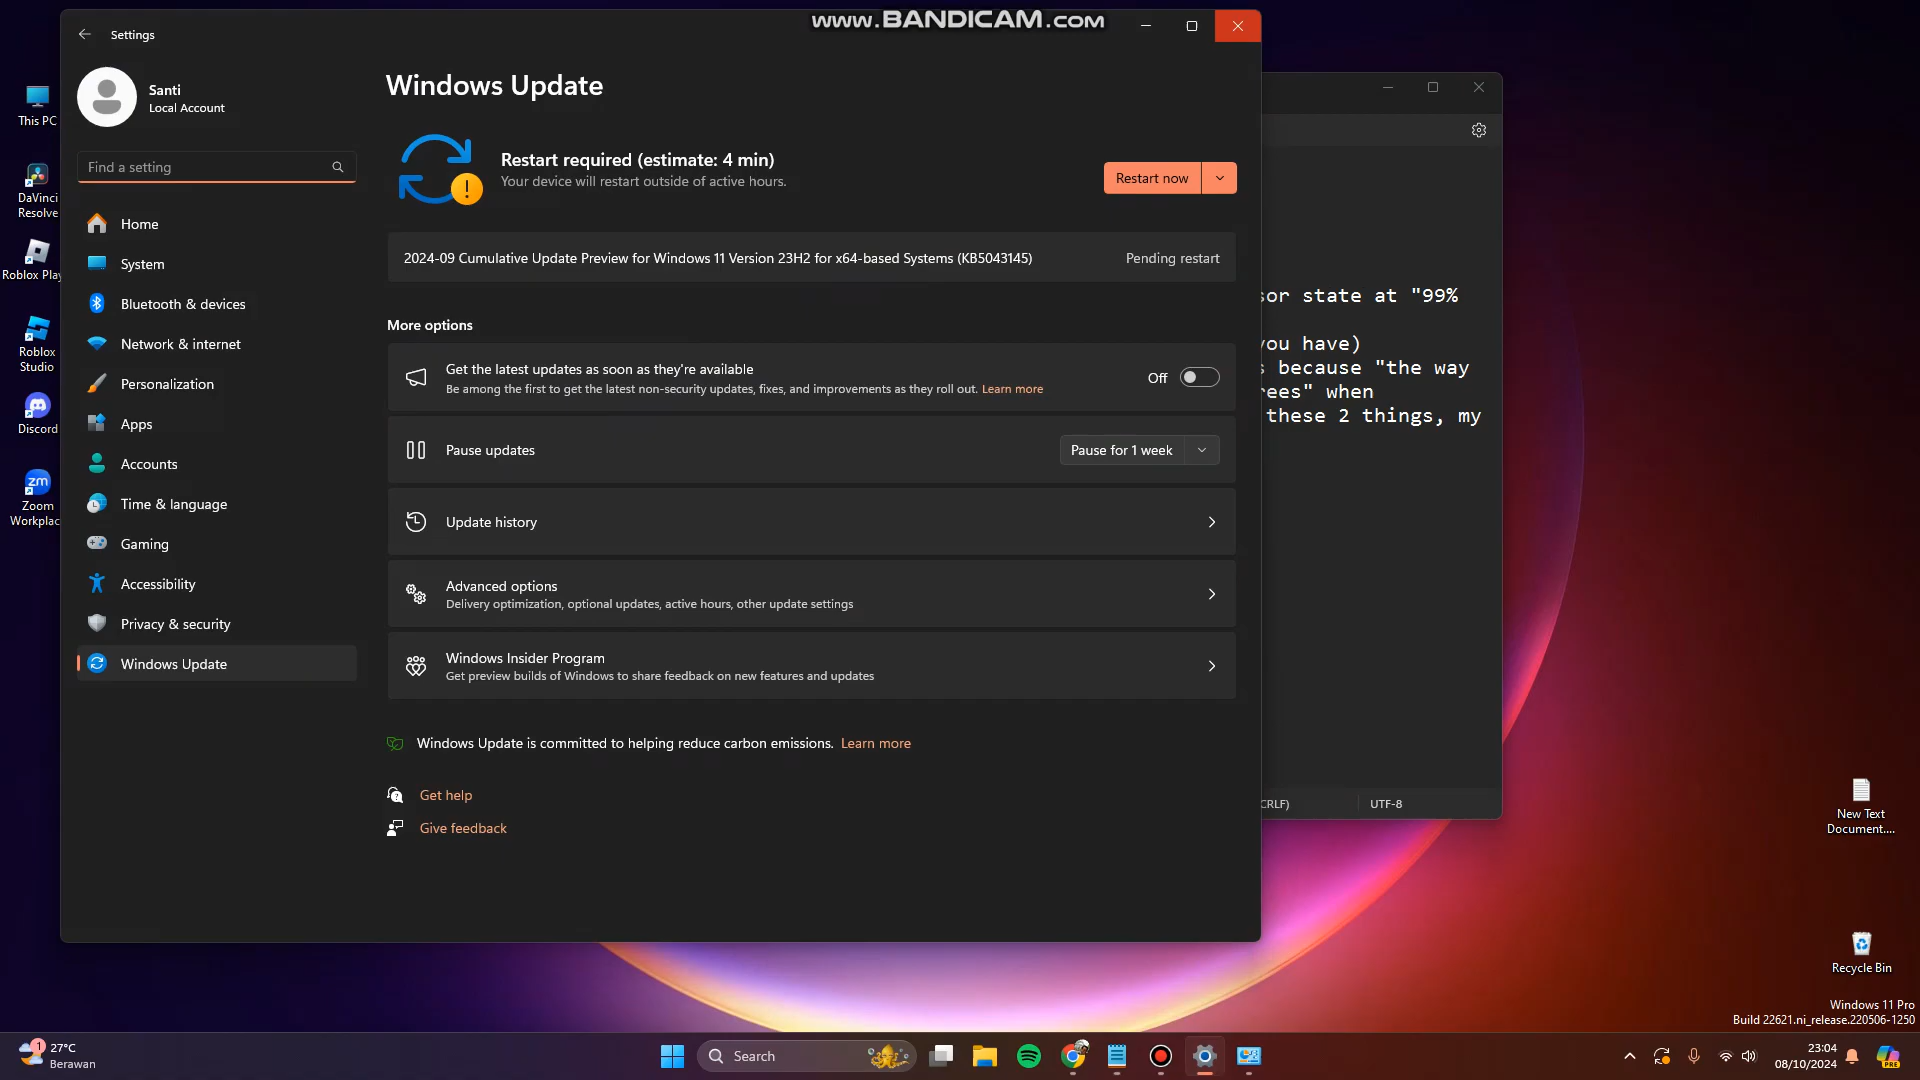 www.BANDICAM.com
Settings
Santi
Local Account
Find a setting
Home
System
Bluetooth & devices
Network & internet
Personalization
Apps
Accounts
Time & language
Gaming
Accessibility
Privacy & security
Windows Update
Windows Update
Restart required (estimate: 4 min)
Your device will restart outside of active hours.
Restart now
2024-09 Cumulative Update Preview for Windows 11 Version 23H2 for x64-based Systems (KB5043145)
Pending restart
More options
Get the latest updates as soon as they're available
Be among the first to get the latest non-security updates, fixes, and improvements as they roll out. Learn more
Off
Pause updates
Pause for 1 week
Update history
Advanced options
Delivery optimization, optional updates, active hours, other update settings
Windows Insider Program
Get preview builds of Windows to share feedback on new features and updates
Windows Update is committed to helping reduce carbon emissions. Learn more
Get help
Give feedback
sor state at "99%
you have)
s because "the way
rees" when
these 2 things, my
CRLF)
UTF-8
This PC
DaVinci
Resolve
Roblox Play
Roblox
Studio
Discord
zm
Zoom
Workplac
New Text
Document....
Recycle Bin
Windows 11 Pro
Build 22621.ni_release.220506-1250
1
27°C
Berawan
Search
23:04
08/10/2024
PRE